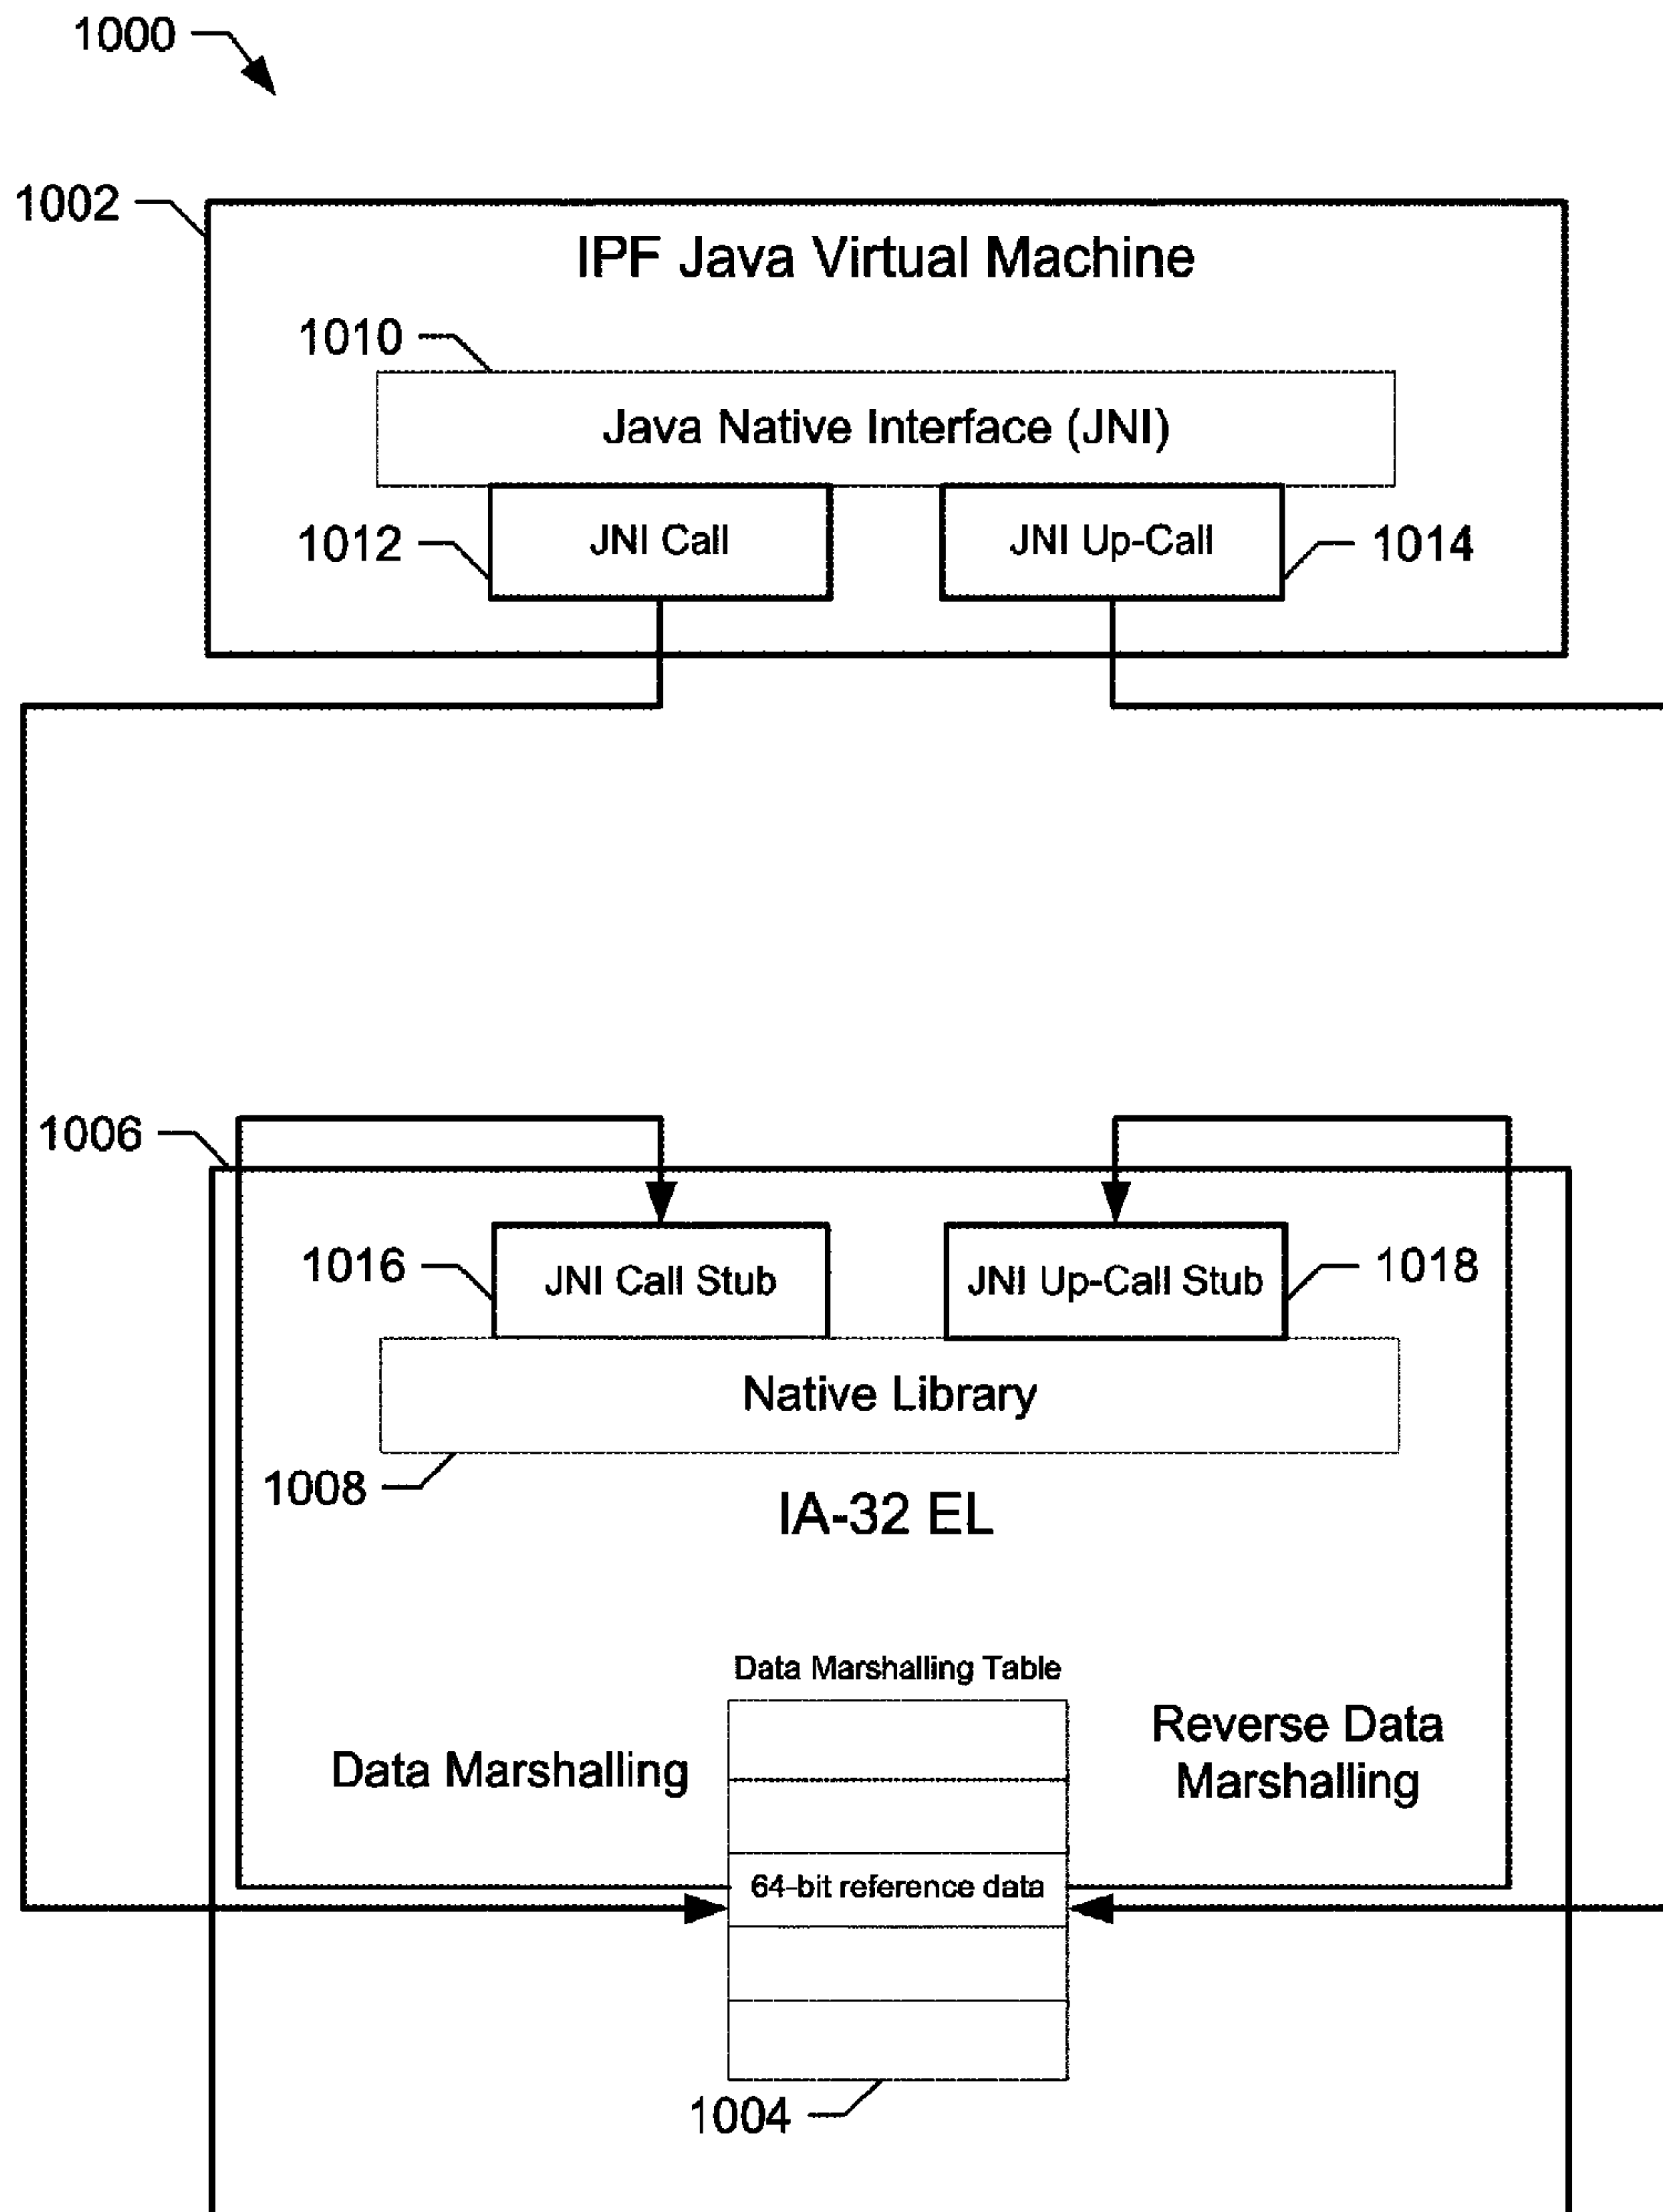 1000
1002
IPF Java Virtual Machine
1010
Java Native Interface (JNI)
1012
JNI Call
JNI Up-Call
1014
1006
1016
JNI Call Stub
JNI Up-Call Stub
1018
Native Library
1008
IA-32 EL
Data Marshalling Table
Data Marshalling
Reverse Data
Marshalling
64-bit reference data
1004